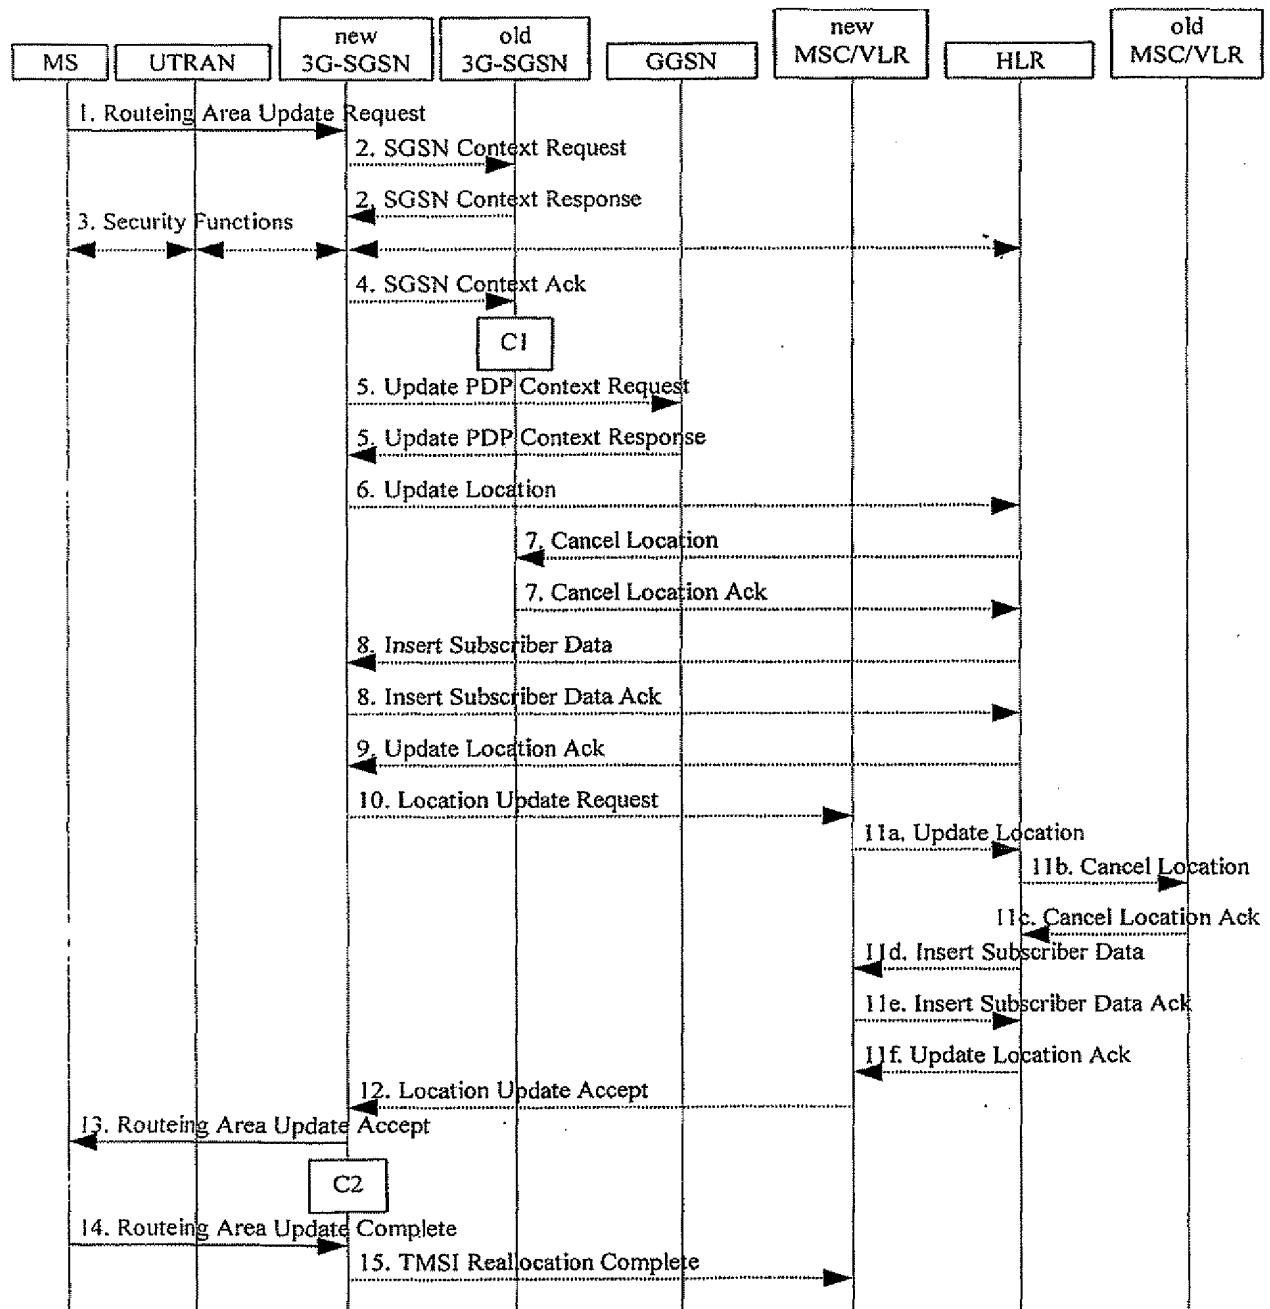 MS
UTRAN
new
3G-SGSN
old
3G-SGSN
GGSN
new
MSC/VLR
HLR
old
MSC/VLR
1. Routeing Area Update Request
2. SGSN Context Request
2. SGSN Context Response
3. Security Functions
4. SGSN Context Ack
C1
5. Update PDP Context Request
5. Update PDP Context Response
6. Update Location
7. Cancel Location
7. Cancel Location Ack
8. Insert Subscriber Data
8. Insert Subscriber Data Ack
9. Update Location Ack
10. Location Update Request
11a. Update Location
11b. Cancel Location
11c. Cancel Location Ack
11d. Insert Subscriber Data
11e. Insert Subscriber Data Ack
11f. Update Location Ack
12. Location Update Accept
13. Routeing Area Update Accept
C2
14. Routeing Area Update Complete
15. TMSI Reallocation Complete